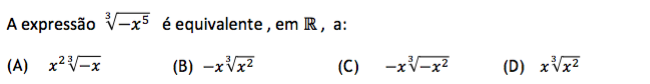 A expressão ∛(−x⁵) é equivalente , em ℝ , a:
(A) x²∛(−x) (B) −x∛(x²) (C) −x∛(−x²) (D) x∛(x²)